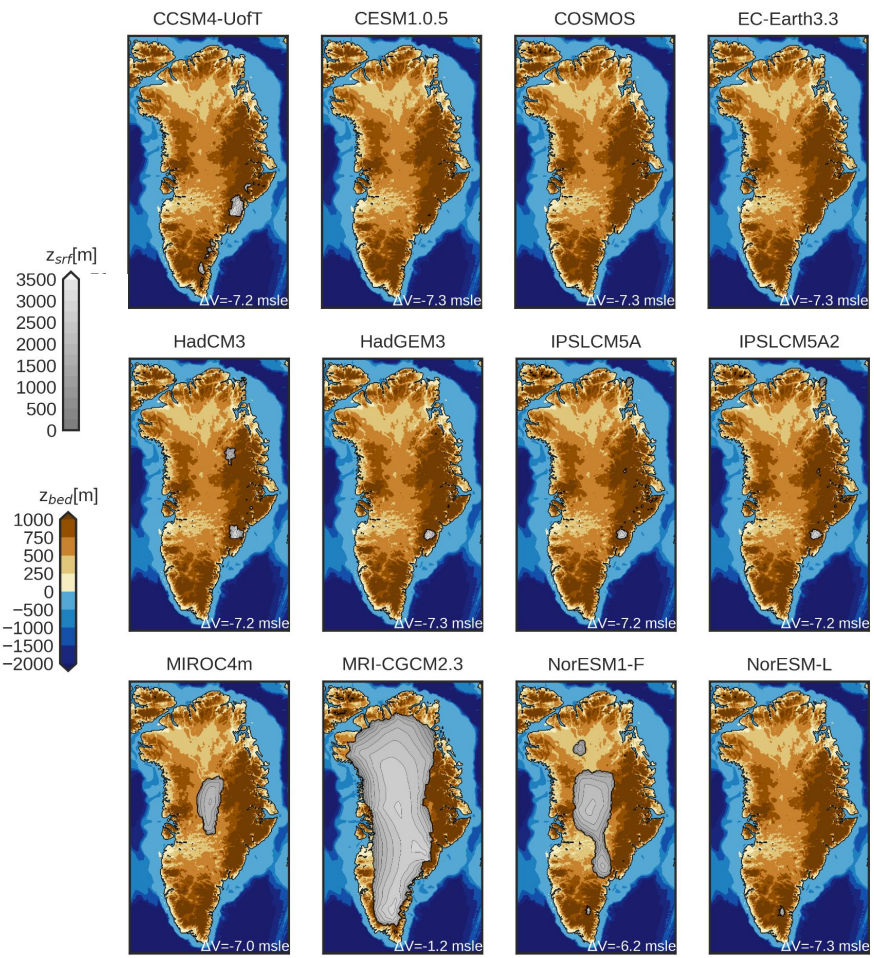 CCSM4-UofT CESM1.0.5 COSMOS EC-Earth3.3
ΔV=-7.2 msle ΔV=-7.3 msle ΔV=-7.3 msle ΔV=-7.3 msle
z_srf[m]
3500
3000
2500
2000
1500
1000
500
0
HadCM3 HadGEM3 IPSLCM5A IPSLCM5A2
ΔV=-7.2 msle ΔV=-7.3 msle ΔV=-7.2 msle ΔV=-7.2 msle
z_bed[m]
1000
750
500
250
0
−500
−1000
−1500
−2000
MIROC4m MRI-CGCM2.3 NorESM1-F NorESM-L
ΔV=-7.0 msle ΔV=-1.2 msle ΔV=-6.2 msle ΔV=-7.3 msle